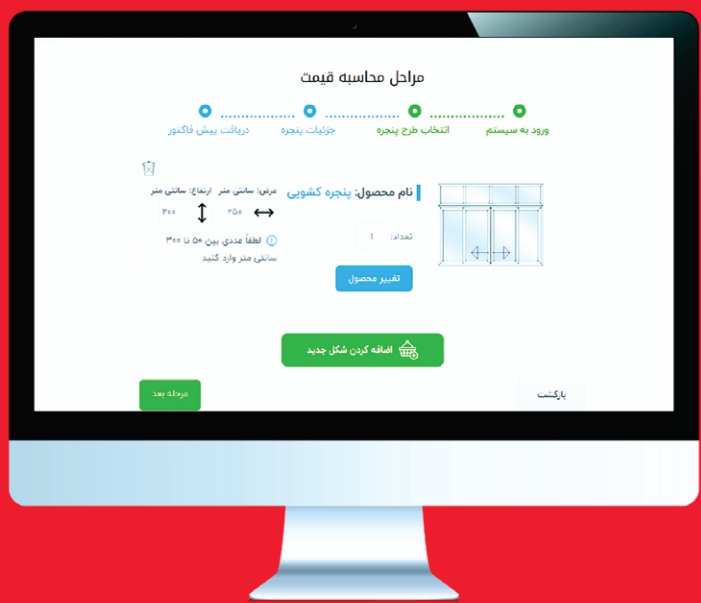 مراحل محاسبه قیمت
ورود به سیستم
انتخاب طرح پنجره
جزئیات پنجره
دریافت پیش فاکتور
نام محصول: پنجره کشویی
عرض: سانتی متر
ارتفاع: سانتی متر
۲۵۰
۲۰۰
تعداد: ۱
لطفاً عددی بین ۵۰ تا ۳۰۰
سانتی متر وارد کنید
تغییر محصول
اضافه کردن شکل جدید
بازگشت
مرحله بعد